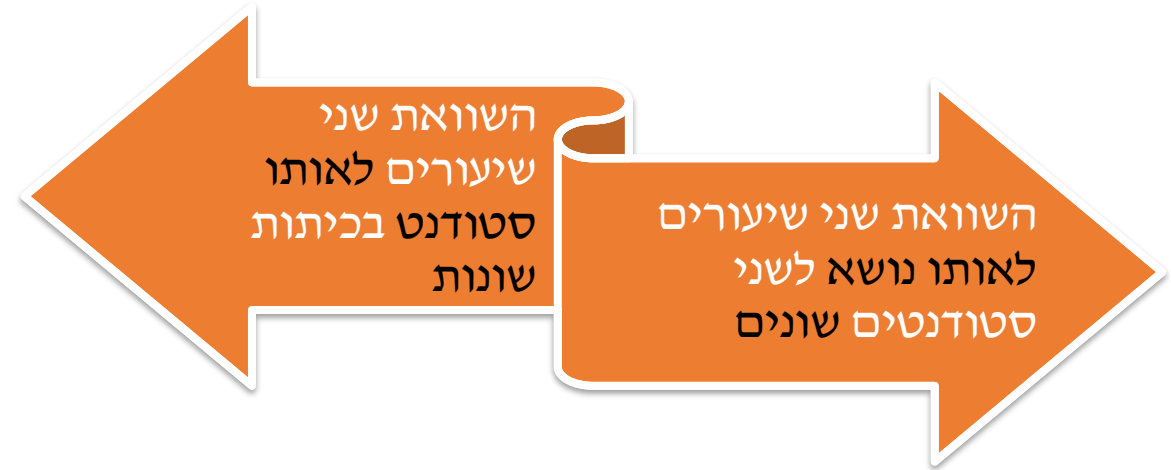 השוואת שני שיעורים
לאותו נושא לשני
סטודנטים שונים
השוואת שני
שיעורים לאותו
סטודנט בכיתות
שונות